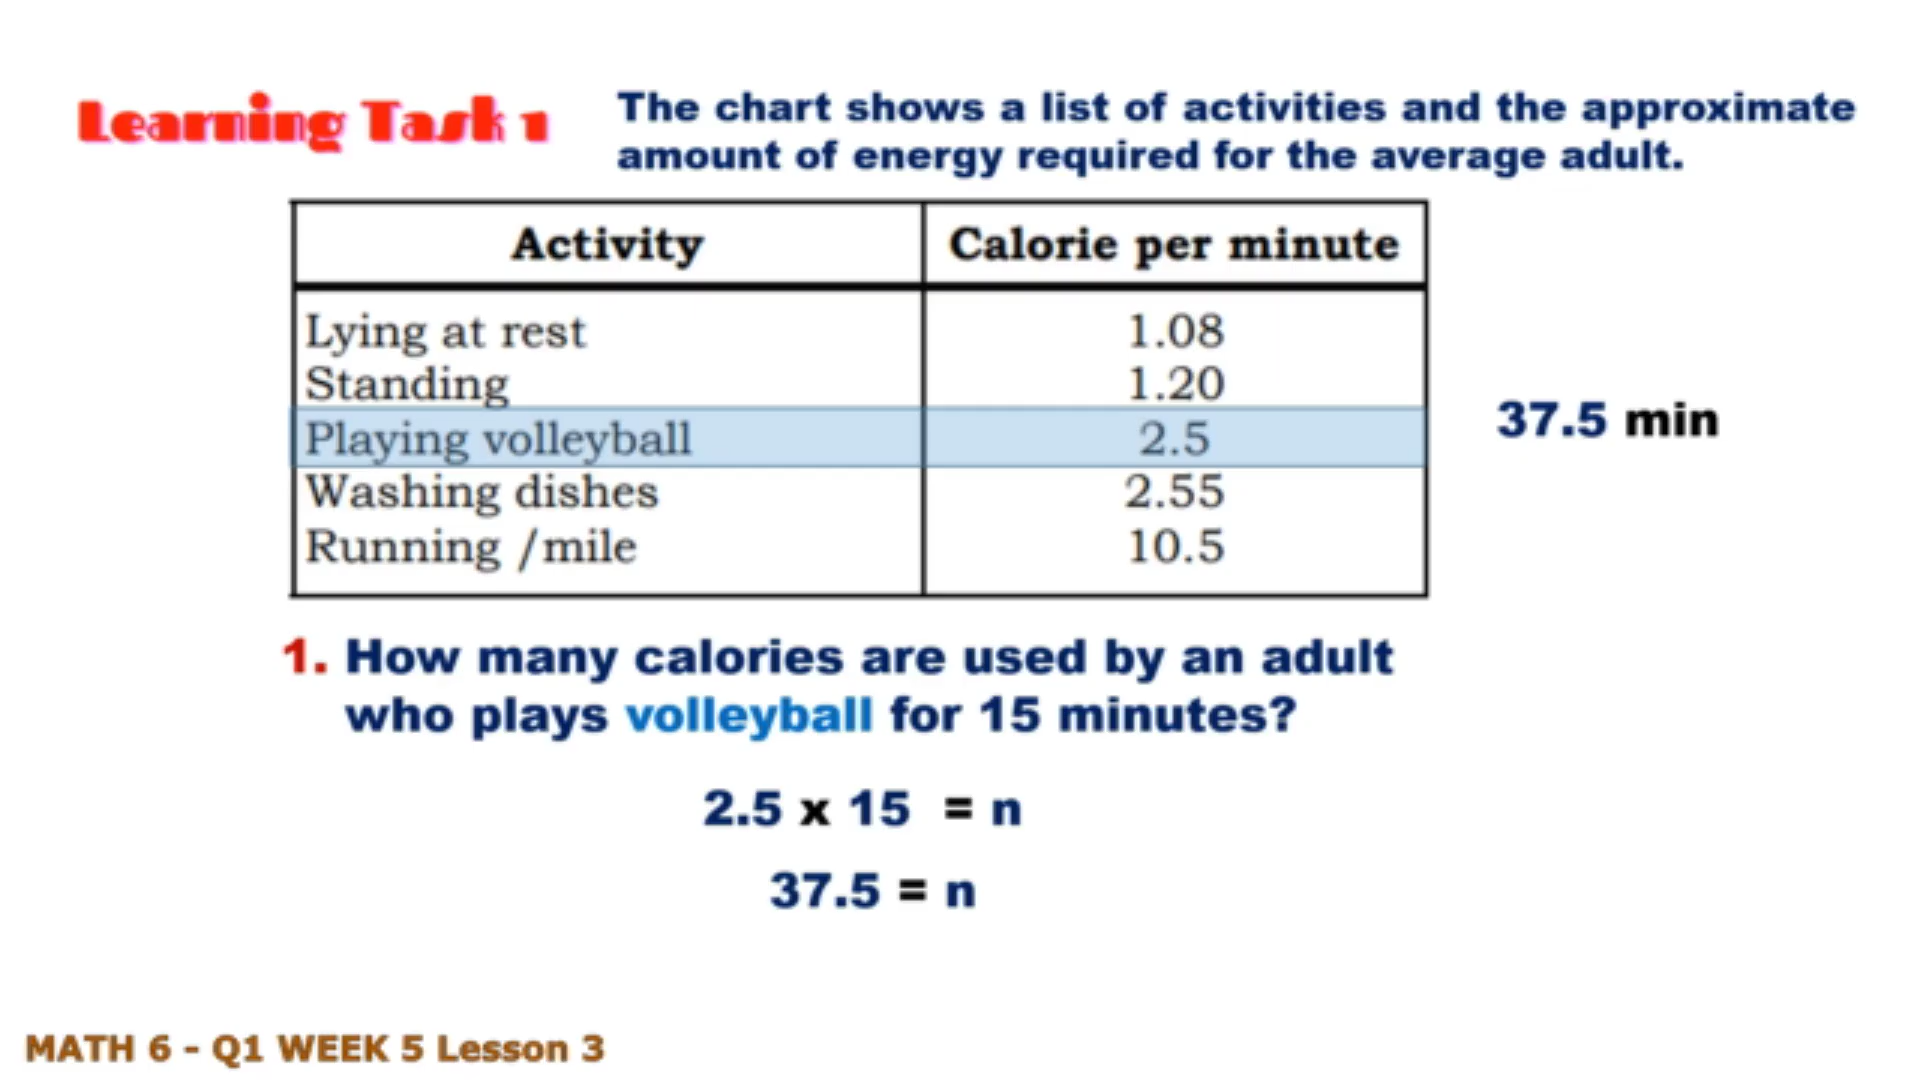 Learning Task 1
The chart shows a list of activities and the approximate
amount of energy required for the average adult.
Activity Calorie per minute
Lying at rest 1.08
Standing 1.20
Playing volleyball 2.5
Washing dishes 2.55
Running /mile 10.5
37.5 min
1. How many calories are used by an adult
who plays volleyball for 15 minutes?
2.5 x 15 = n
37.5 = n
MATH 6 - Q1 WEEK 5 Lesson 3